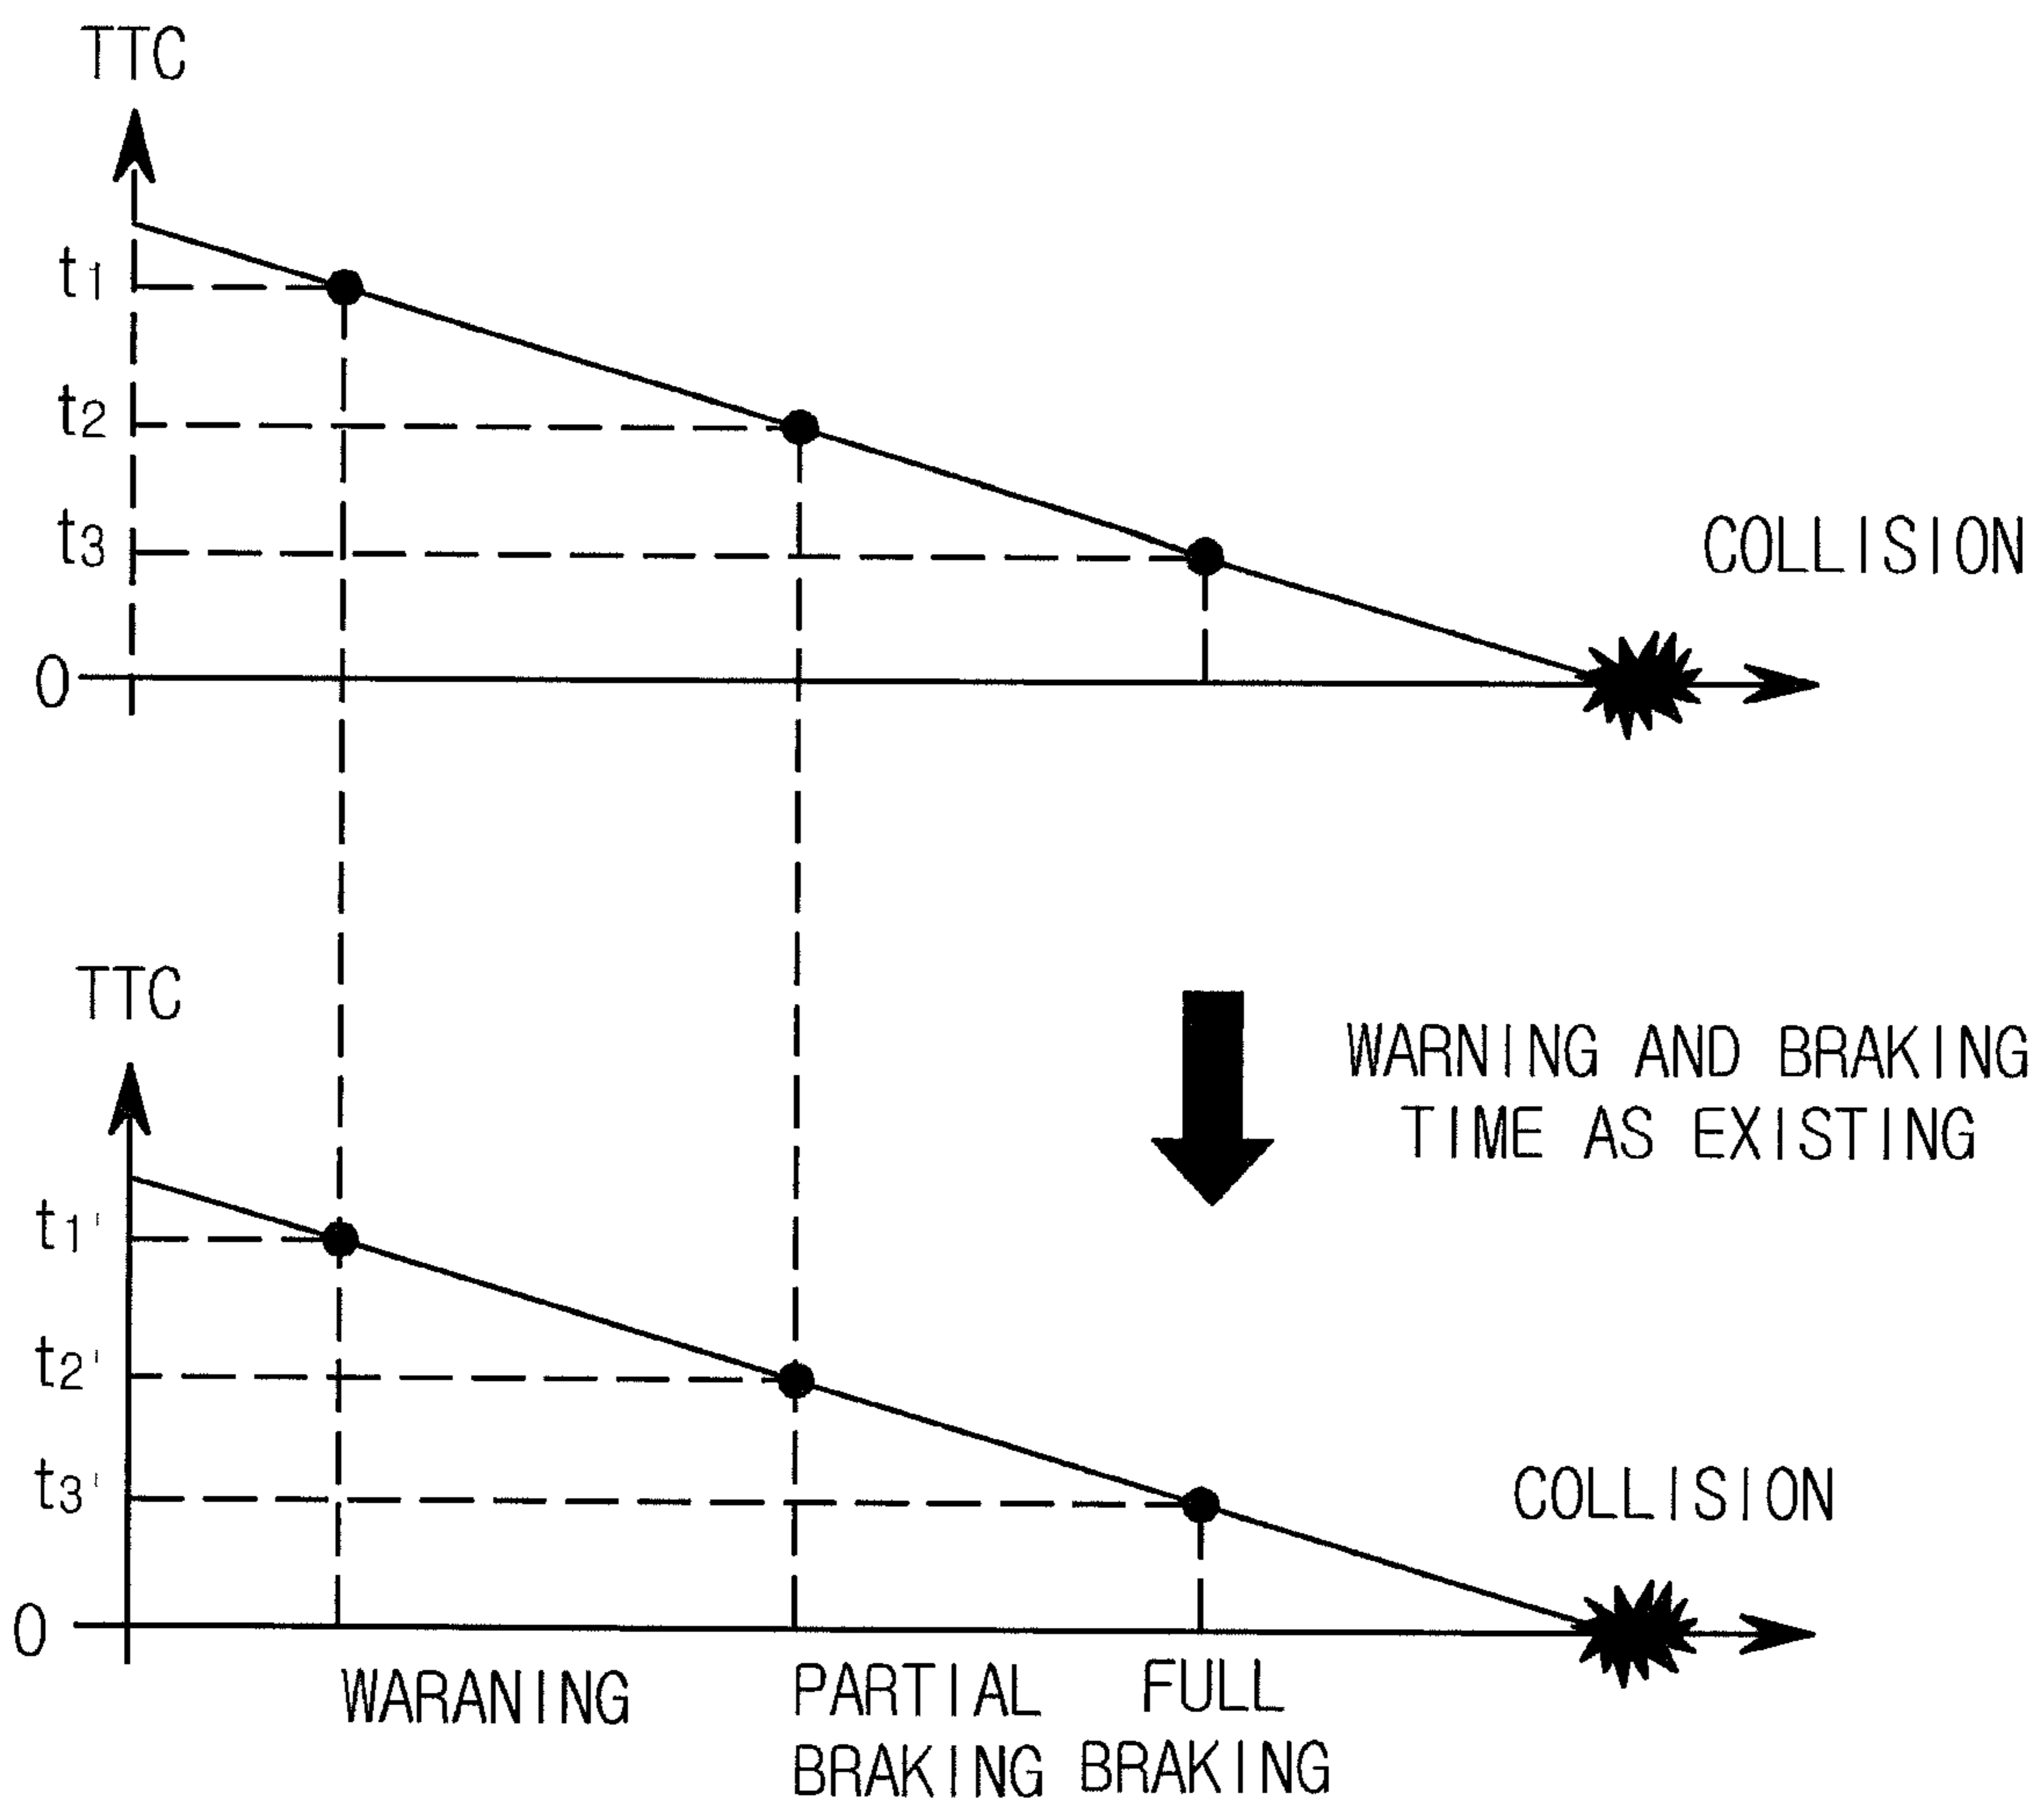 TTC
t1
t2
t3
COLLISION
0
TTC
WARNING AND BRAKING
TIME AS EXISTING
t1'
t2'
t3'
COLLISION
0
WARANING
PARTIAL
BRAKING
FULL
BRAKING